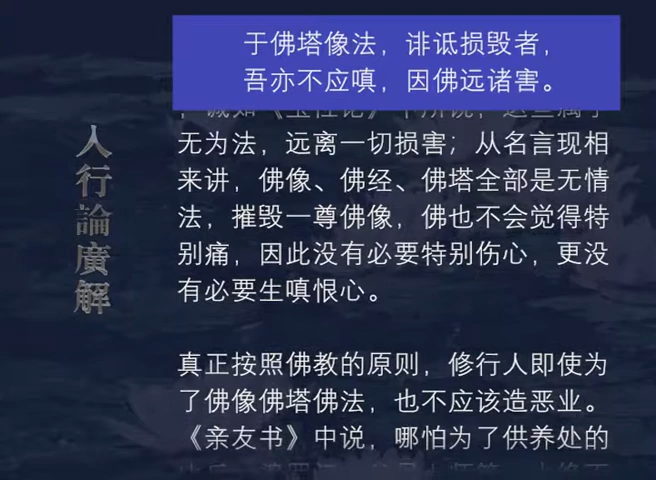 于佛塔像法，诽诋损毁者，
吾亦不应嗔，因佛远诸害。
入行論廣解
无为法，远离一切损害；从名言现相
来讲，佛像、佛经、佛塔全部是无情
法，摧毁一尊佛像，佛也不会觉得特
别痛，因此没有必要特别伤心，更没
有必要生嗔恨心。
真正按照佛教的原则，修行人即使为
了佛像佛塔佛法，也不应该造恶业。
《亲友书》中说，哪怕为了供养处的